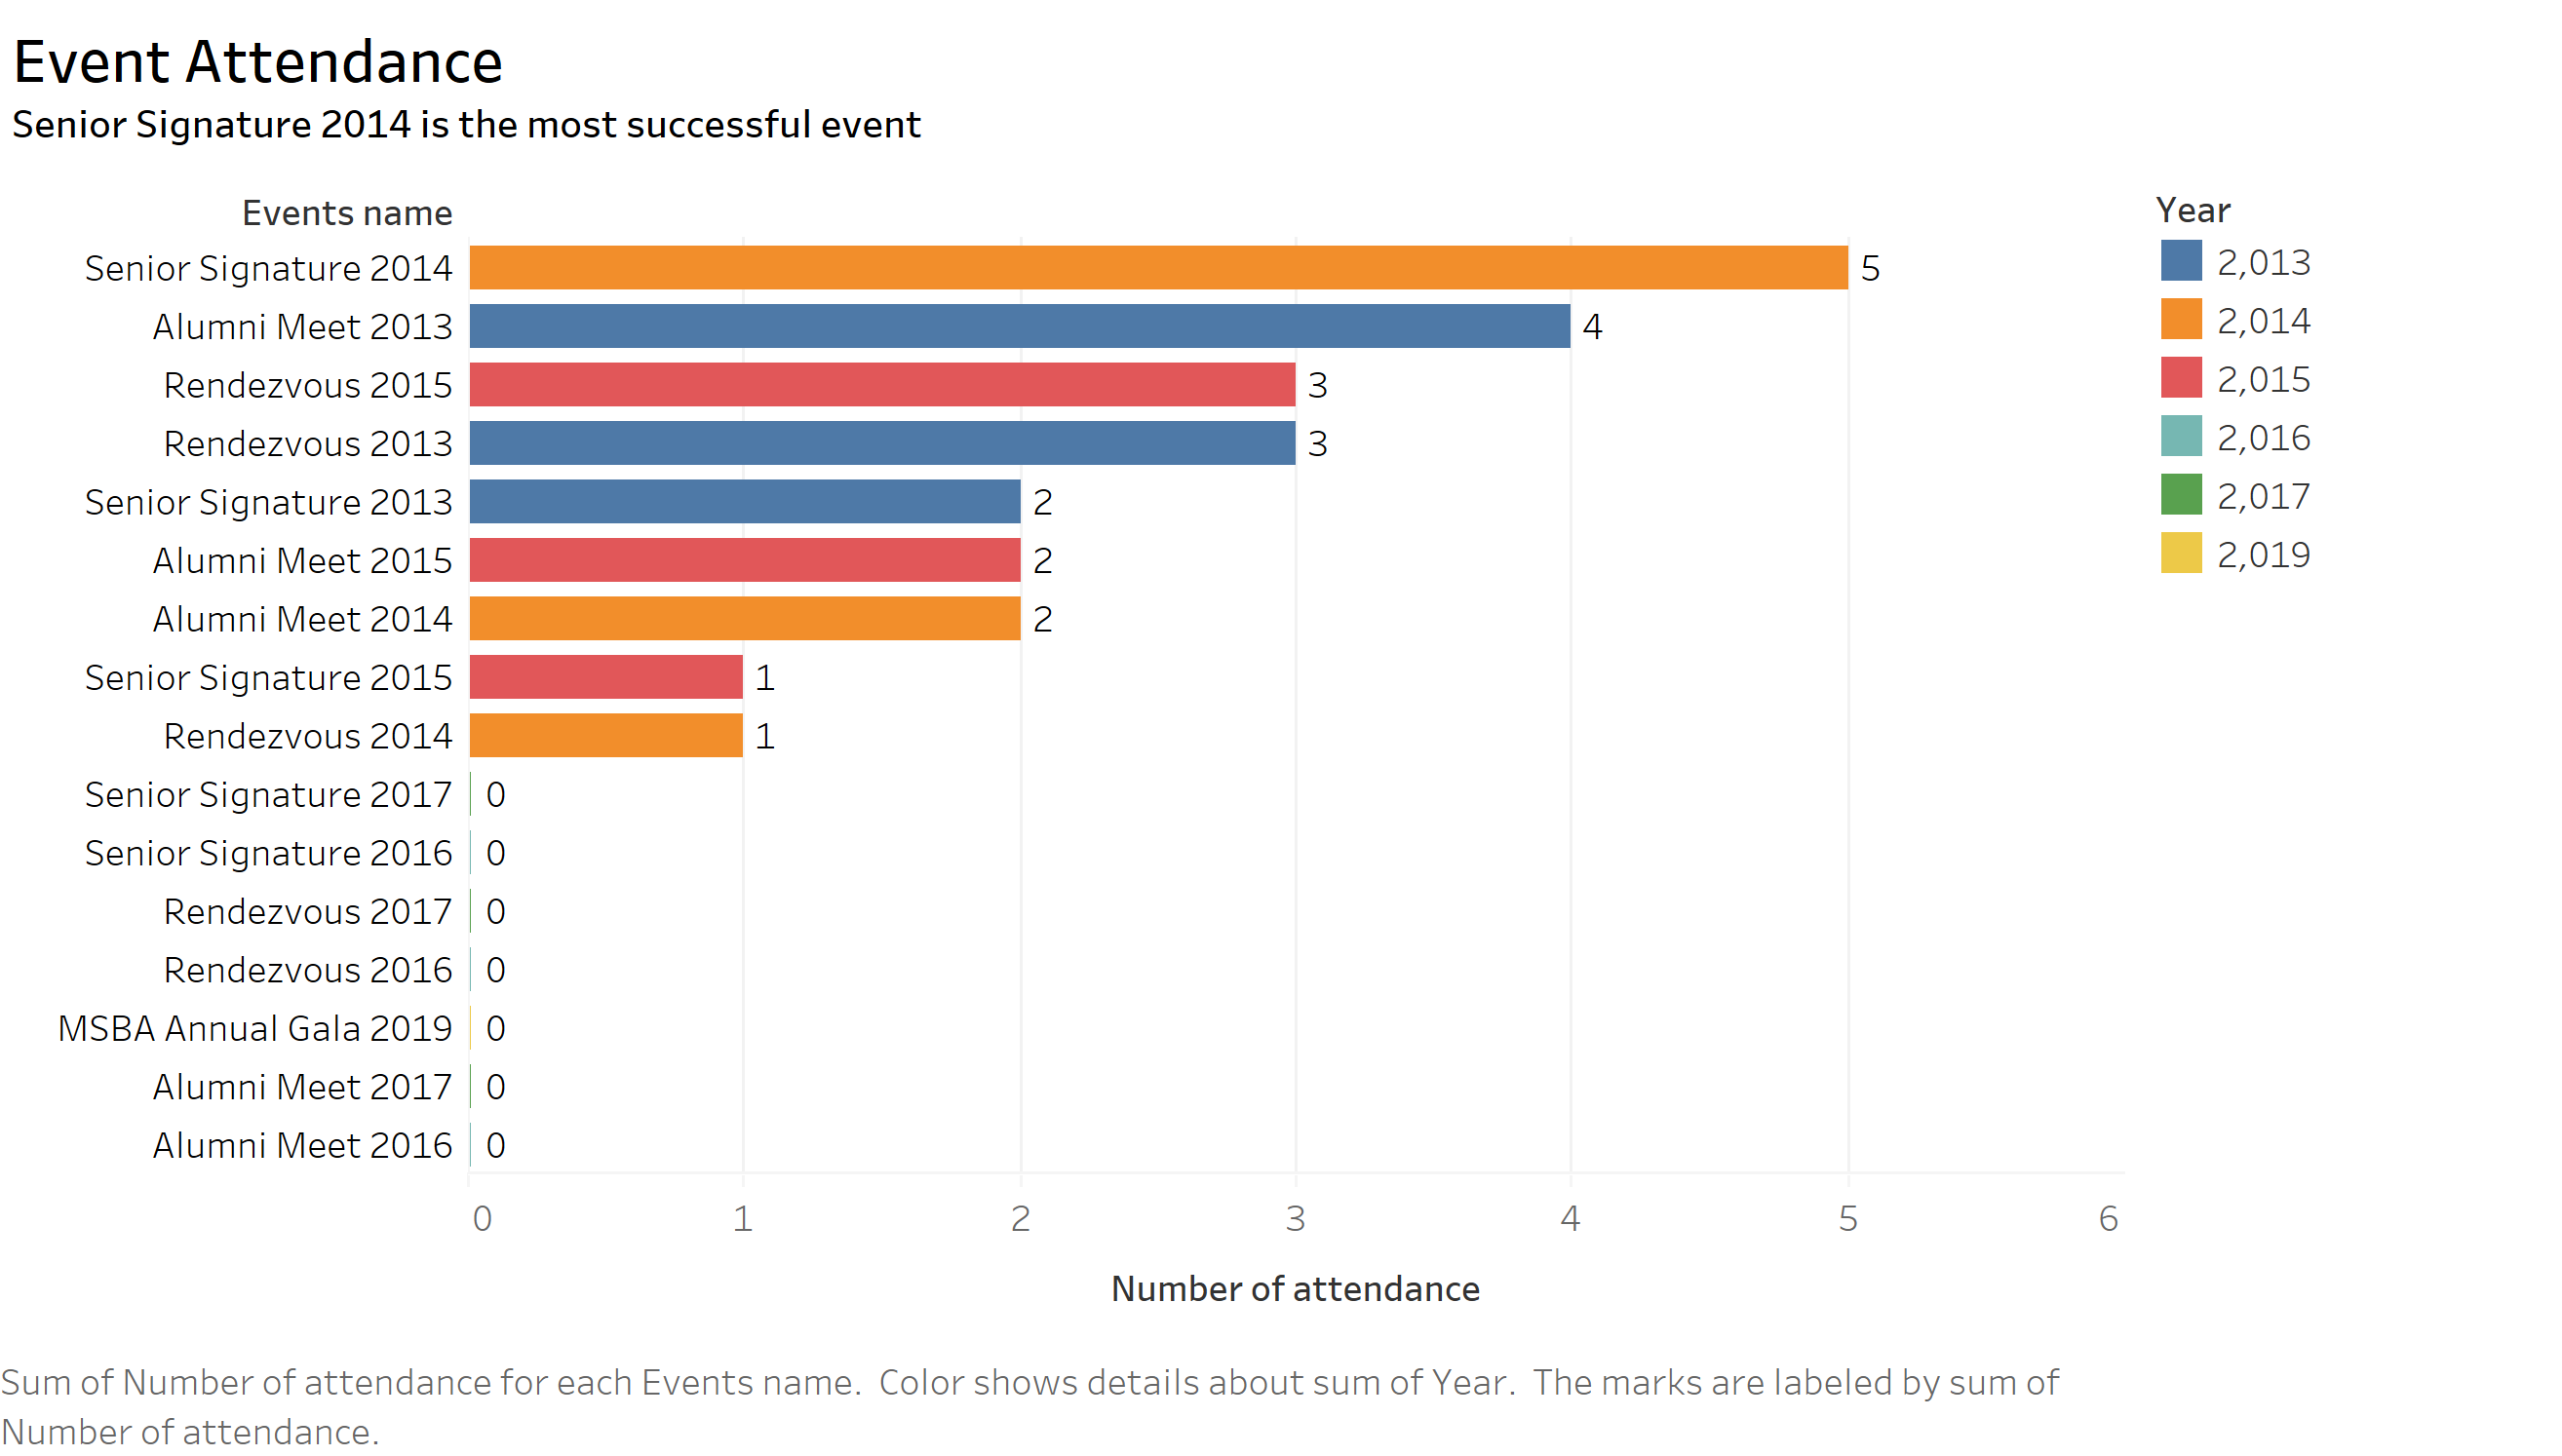 Event Attendance
Senior Signature 2014 is the most successful event
Events name
Senior Signature 2014 5
Alumni Meet 2013 4
Rendezvous 2015 3
Rendezvous 2013 3
Senior Signature 2013 2
Alumni Meet 2015 2
Alumni Meet 2014 2
Senior Signature 2015 1
Rendezvous 2014 1
Senior Signature 2017 0
Senior Signature 2016 0
Rendezvous 2017 0
Rendezvous 2016 0
MSBA Annual Gala 2019 0
Alumni Meet 2017 0
Alumni Meet 2016 0
0 1 2 3 4 5 6
Number of attendance
Year
2,013
2,014
2,015
2,016
2,017
2,019
Sum of Number of attendance for each Events name.  Color shows details about sum of Year.  The marks are labeled by sum of
Number of attendance.